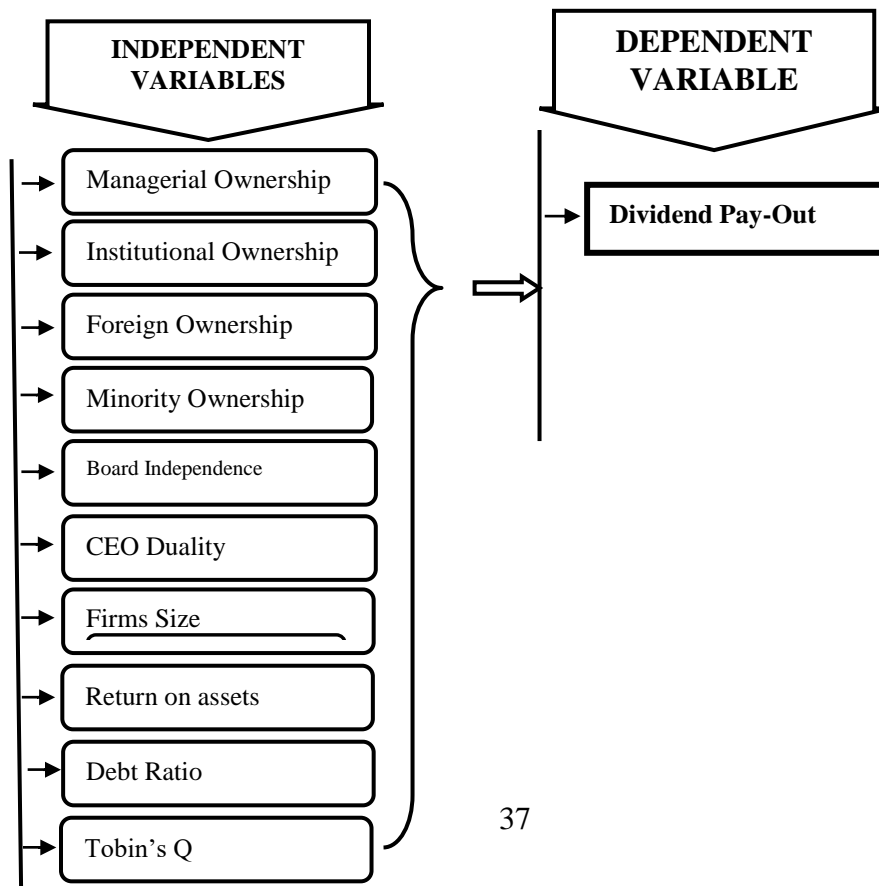 INDEPENDENT
VARIABLES
Managerial Ownership
Institutional Ownership
Foreign Ownership
Minority Ownership
Board Independence
CEO Duality
Firms Size
Return on assets
Debt Ratio
Tobin’s Q
DEPENDENT
VARIABLE
Dividend Pay-Out
37